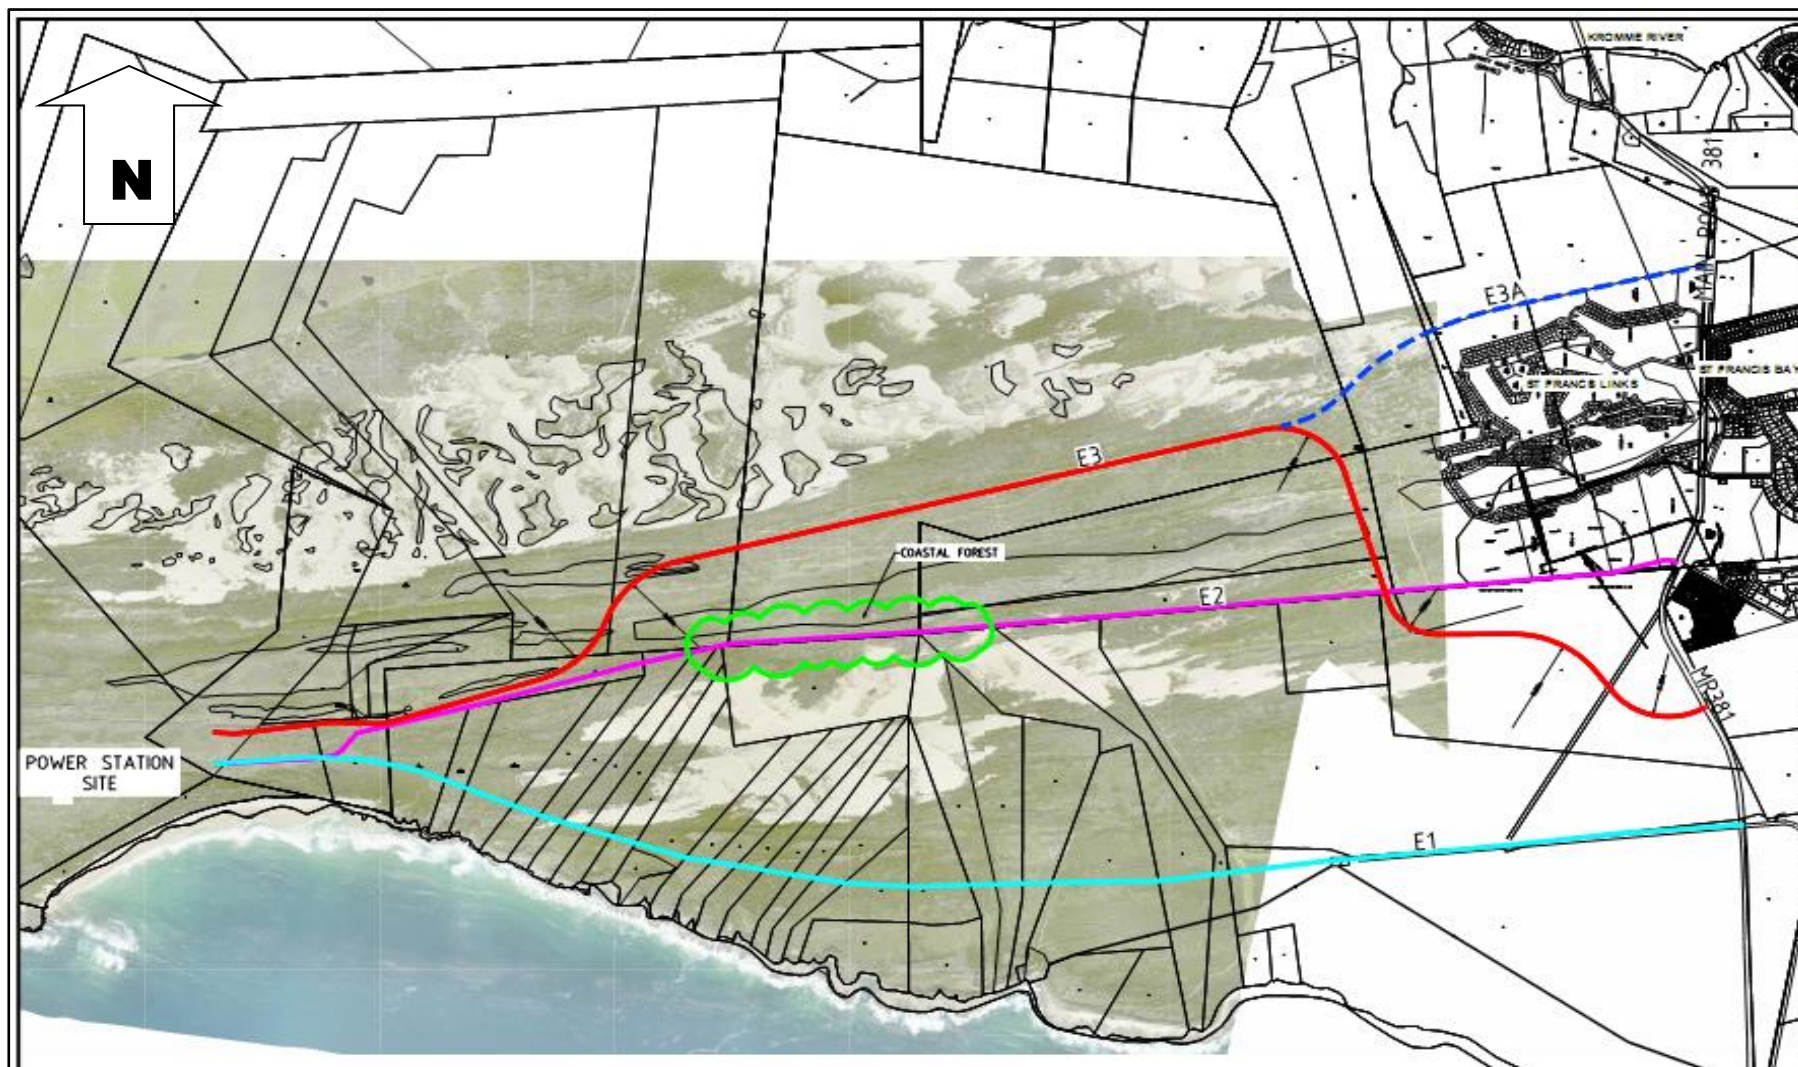 KROMME RIVER
N
MAIN ROAD 381
E3A
ST FRANCIS BAY
ST FRANCIS LINKS
E3
COASTAL FOREST
E2
MR381
POWER STATION
SITE
E1